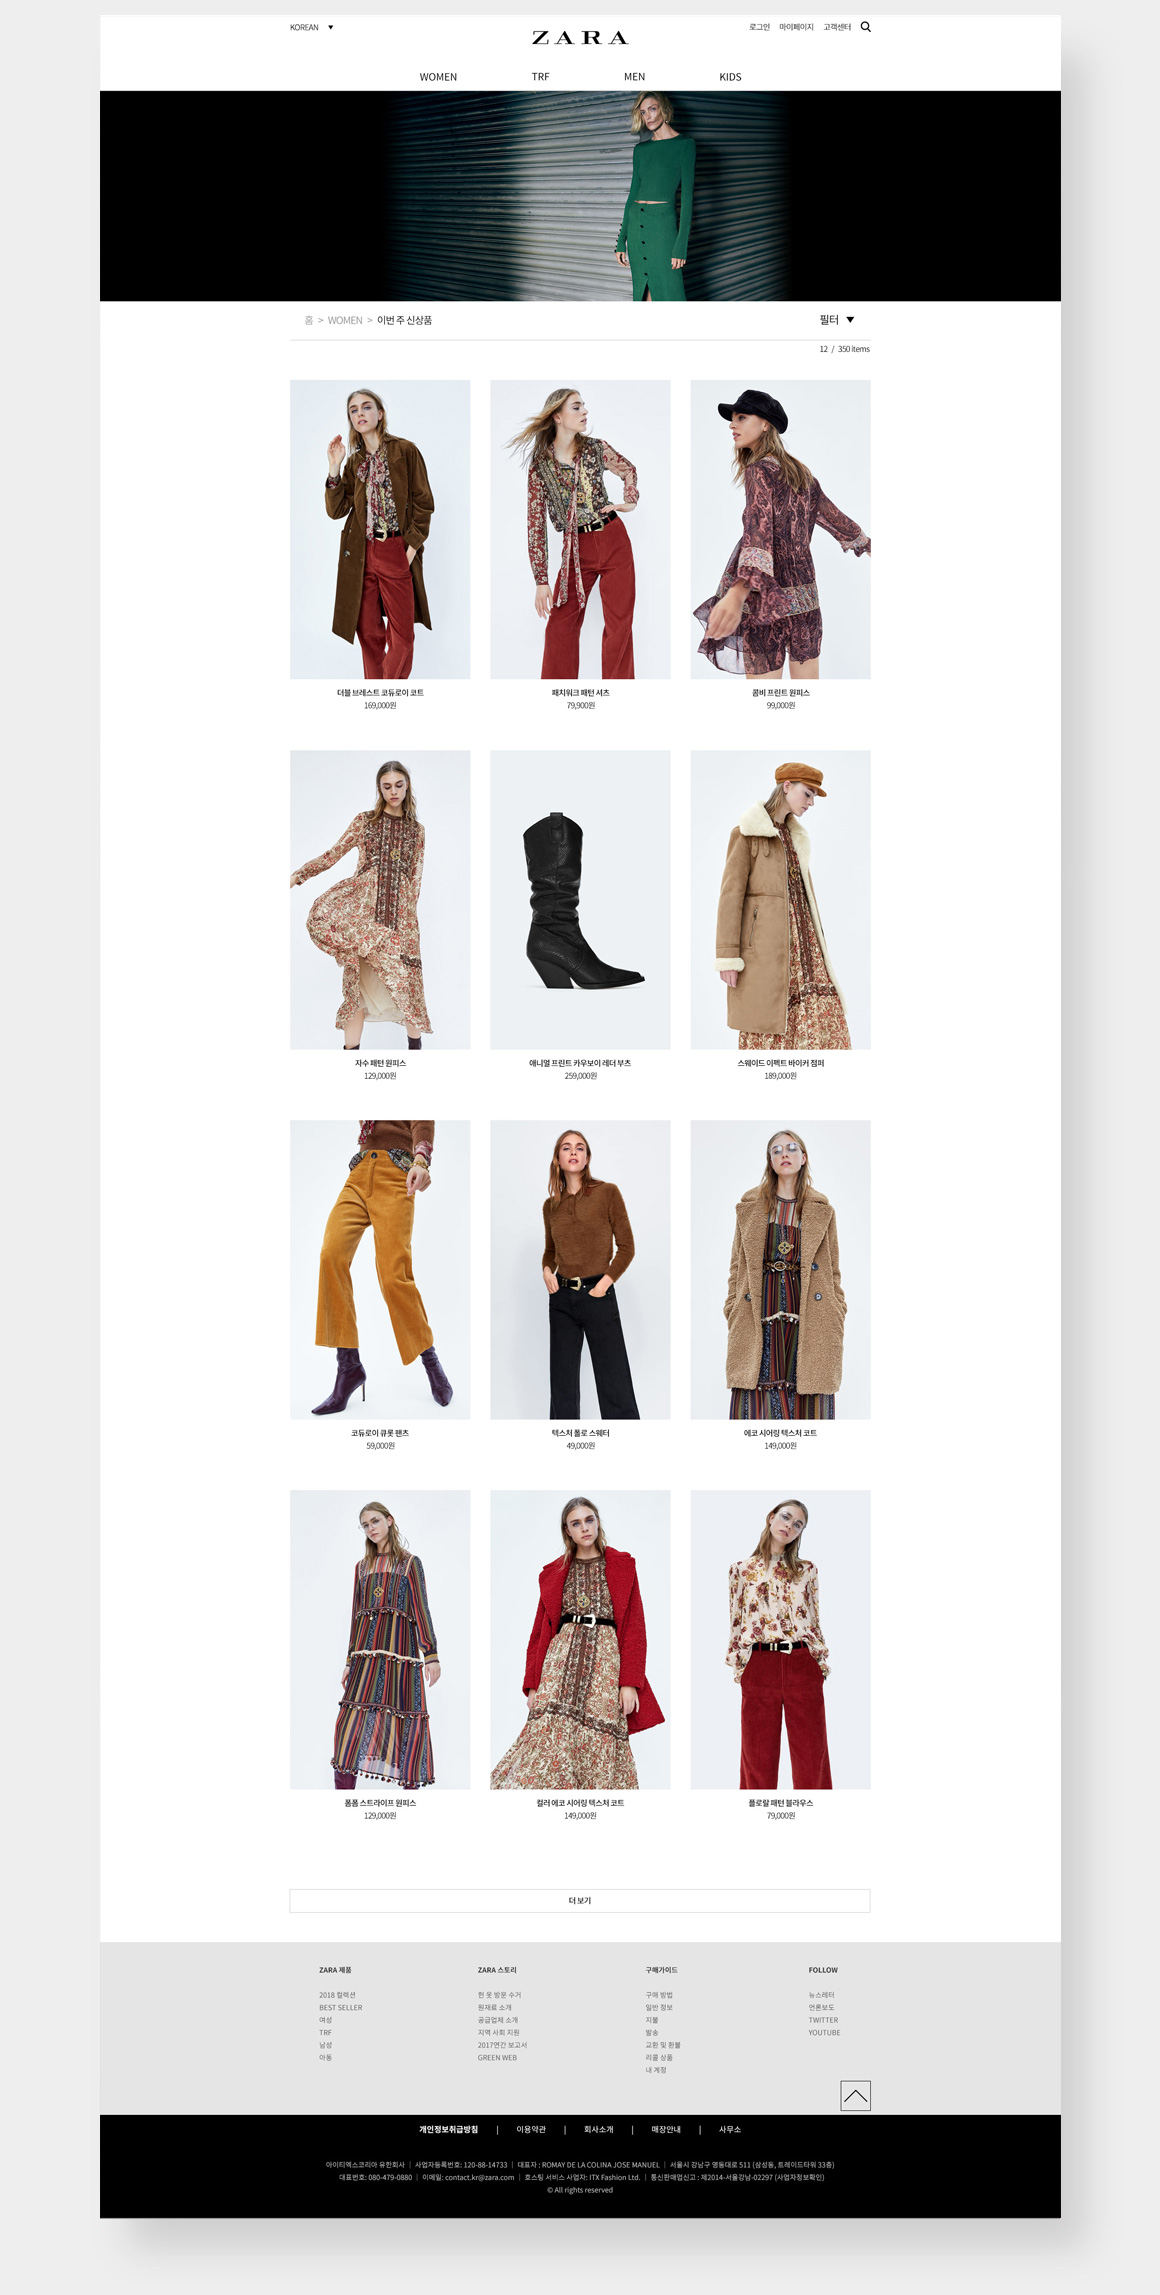 KOREAN ▼
ZARA
로그인 마이페이지 고객센터
WOMEN TRF MEN KIDS
홈 > WOMEN > 이번 주 신상품
필터 ▼
12 / 350 items
더블 브레스트 코듀로이 코트
169,000원
패치워크 패턴 셔츠
79,900원
콤비 프린트 원피스
99,000원
자수 패턴 원피스
129,000원
애니멀 프린트 카우보이 레더 부츠
259,000원
스웨이드 이펙트 바이커 점퍼
189,000원
코듀로이 큐롯 팬츠
59,000원
텍스처 폴로 스웨터
49,000원
에코 시어링 텍스처 코트
149,000원
폼폼 스트라이프 원피스
129,000원
컬러 에코 시어링 텍스처 코트
149,000원
플로랄 패턴 블라우스
79,000원
더 보기
ZARA 제품
2018 컬렉션
BEST SELLER
여성
TRF
남성
아동
ZARA 스토리
헌 옷 방문 수거
원재료 소개
공급업체 소개
지역 사회 지원
2017연간 보고서
GREEN WEB
구매가이드
구매 방법
일반 정보
지불
발송
교환 및 환불
리콜 상품
내 계정
FOLLOW
뉴스레터
언론보도
TWITTER
YOUTUBE
개인정보취급방침 | 이용약관 | 회사소개 | 매장안내 | 사무소
아이티엑스코리아 유한회사 | 사업자등록번호: 120-88-14733 | 대표자 : ROMAY DE LA COLINA JOSE MANUEL | 서울시 강남구 영동대로 511 (삼성동, 트레이드타워 33층)
대표번호: 080-479-0880 | 이메일: contact.kr@zara.com | 호스팅 서비스 사업자: ITX Fashion Ltd. | 통신판매업신고 : 제2014-서울강남-02297 (사업자정보확인)
© All rights reserved